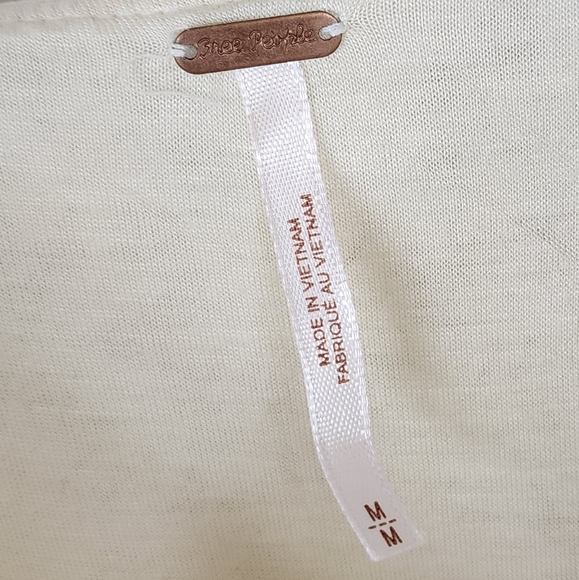 Free People
MADE IN VIETNAM
FABRIQUÉ AU VIETNAM
M
M